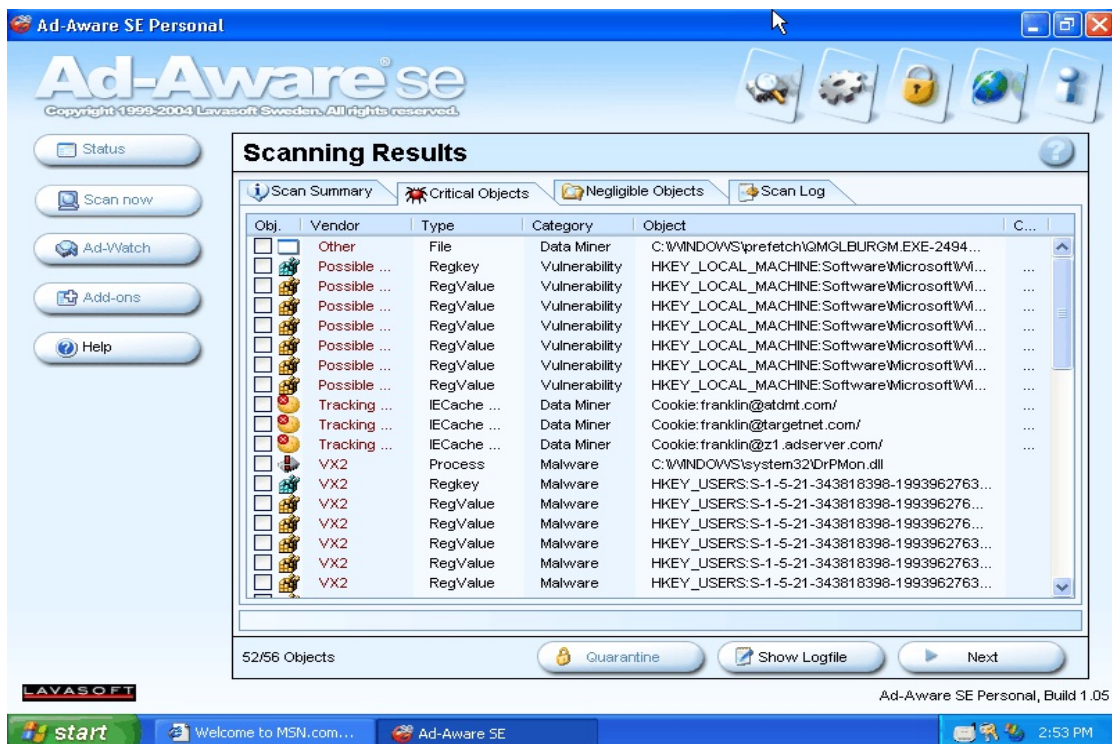 Ad-Aware SE Personal
Ad-Aware® se
Copyright 1999-2004 Lavasoft Sweden. All rights reserved.
Status
Scan now
Ad-Watch
Add-ons
Help
Scanning Results
Scan Summary
Critical Objects
Negligible Objects
Scan Log
Obj. Vendor Type Category Object C...
Other File Data Miner C:\WINDOWS\prefetch\QMGLBURGM.EXE-2494...
Possible ... Regkey Vulnerability HKEY_LOCAL_MACHINE:Software\Microsoft\Wi... ...
Possible ... RegValue Vulnerability HKEY_LOCAL_MACHINE:Software\Microsoft\Wi... ...
Possible ... RegValue Vulnerability HKEY_LOCAL_MACHINE:Software\Microsoft\Wi... ...
Possible ... RegValue Vulnerability HKEY_LOCAL_MACHINE:Software\Microsoft\Wi... ...
Possible ... RegValue Vulnerability HKEY_LOCAL_MACHINE:Software\Microsoft\Wi... ...
Possible ... RegValue Vulnerability HKEY_LOCAL_MACHINE:Software\Microsoft\Wi... ...
Possible ... RegValue Vulnerability HKEY_LOCAL_MACHINE:Software\Microsoft\Wi... ...
Tracking ... IECache ... Data Miner Cookie:franklin@atdmt.com/ ...
Tracking ... IECache ... Data Miner Cookie:franklin@targetnet.com/ ...
Tracking ... IECache ... Data Miner Cookie:franklin@z1.adserver.com/ ...
VX2 Process Malware C:\WINDOWS\system32\DrPMon.dll
VX2 Regkey Malware HKEY_USERS:S-1-5-21-343818398-1993962763...
VX2 RegValue Malware HKEY_USERS:S-1-5-21-343818398-199396276...
VX2 RegValue Malware HKEY_USERS:S-1-5-21-343818398-199396276...
VX2 RegValue Malware HKEY_USERS:S-1-5-21-343818398-1993962763...
VX2 RegValue Malware HKEY_USERS:S-1-5-21-343818398-1993962763...
VX2 RegValue Malware HKEY_USERS:S-1-5-21-343818398-1993962763...
52/56 Objects
Quarantine
Show Logfile
Next
LAVASOFT
Ad-Aware SE Personal, Build 1.05
start
Welcome to MSN.com...
Ad-Aware SE
2:53 PM